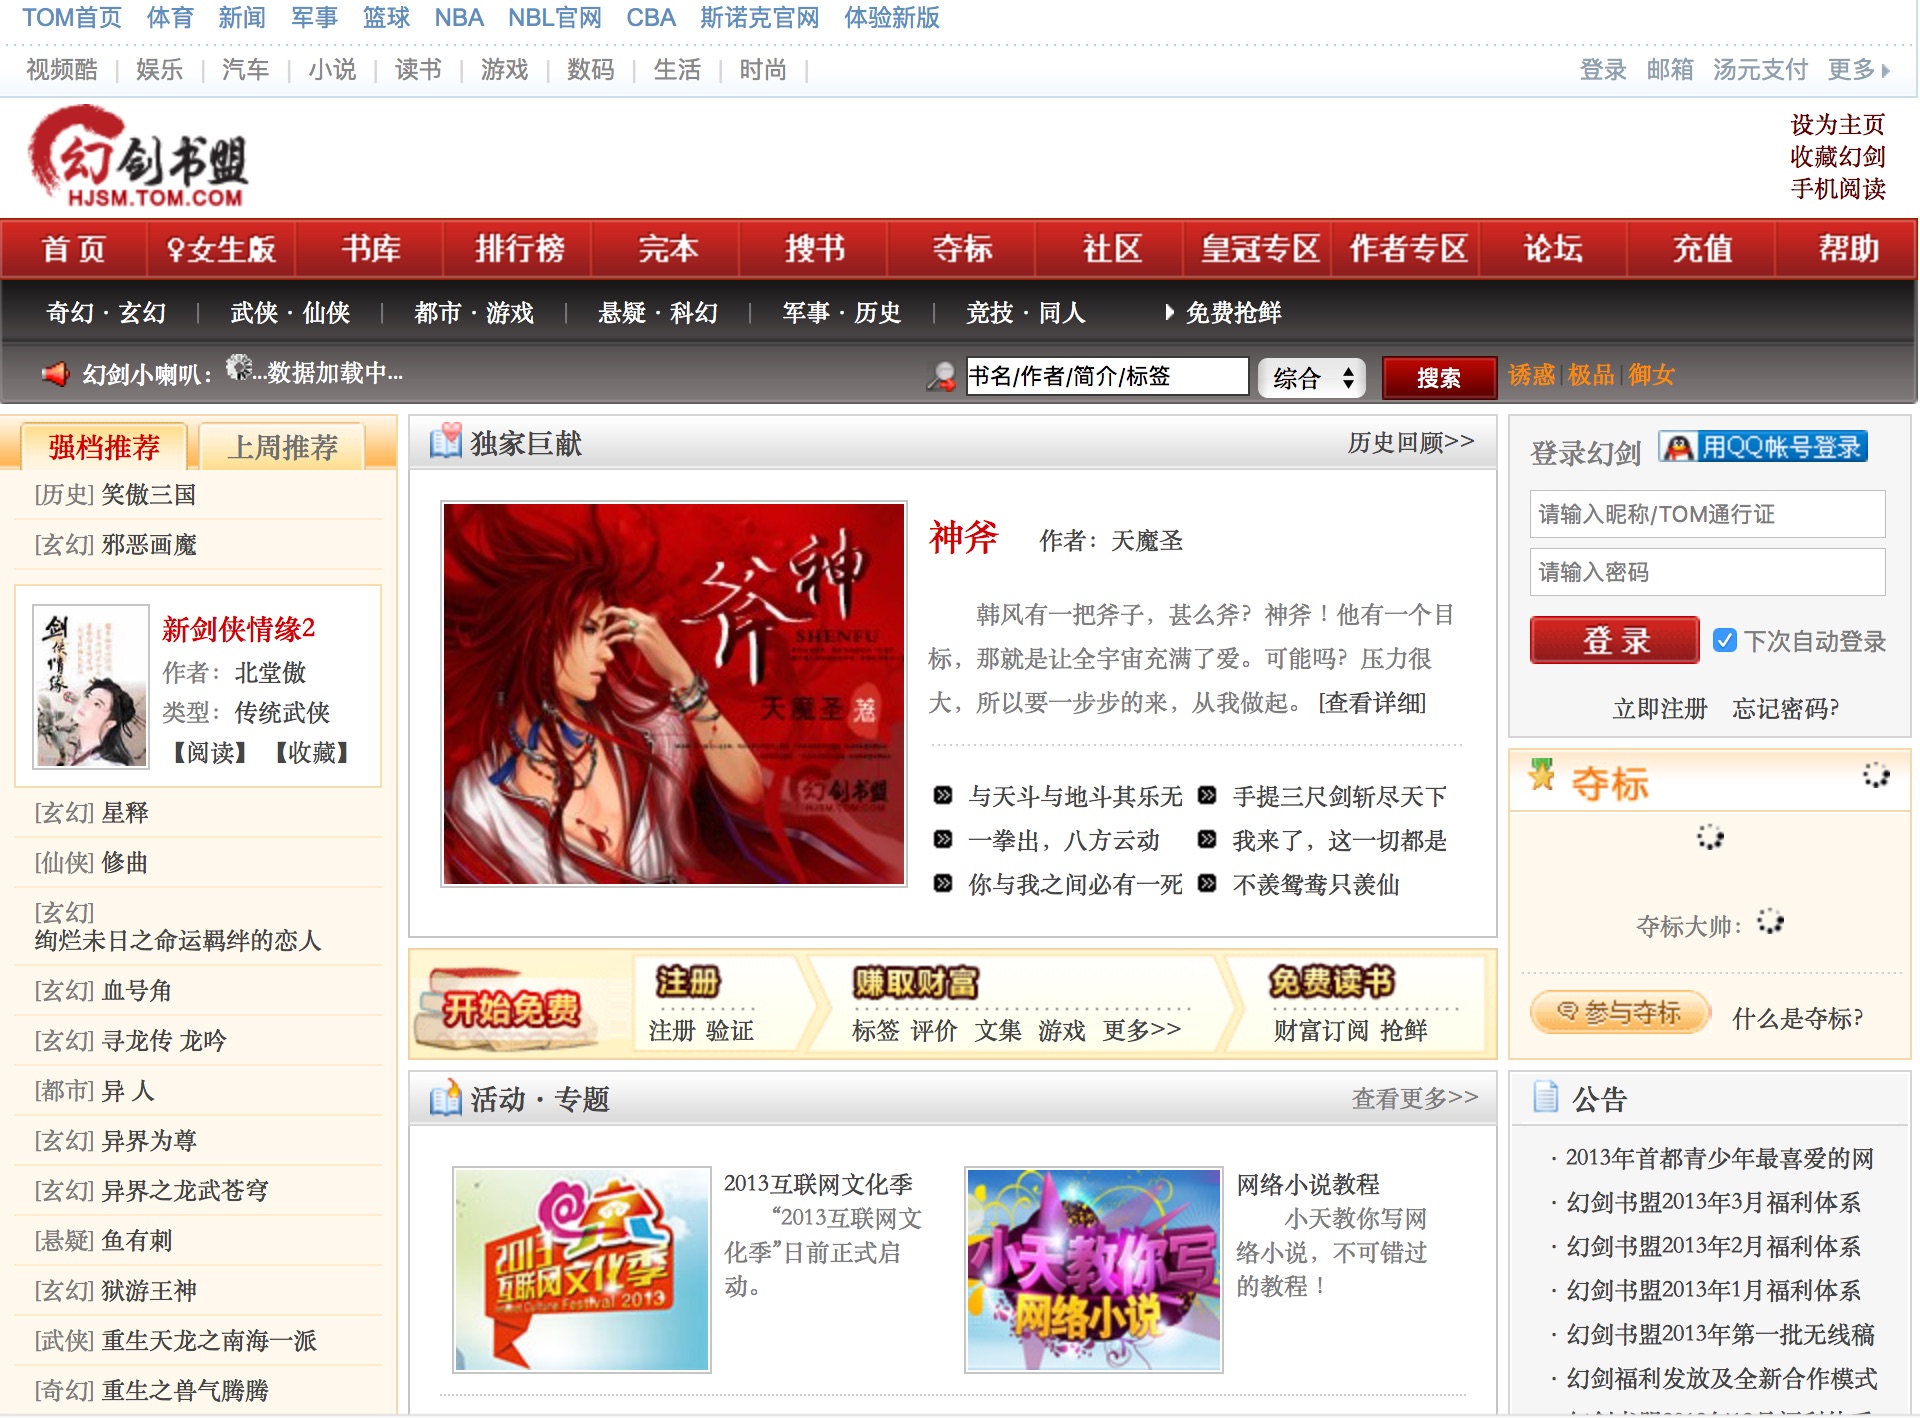 TOM首页 体育 新闻 军事 篮球 NBA NBL官网 CBA 斯诺克官网 体验新版
视频酷 | 娱乐 | 汽车 | 小说 | 读书 | 游戏 | 数码 | 生活 | 时尚 |
登录 邮箱 汤元支付 更多
幻剑书盟
HJSM.TOM.COM
设为主页
收藏幻剑
手机阅读
首页 女生版 书库 排行榜 完本 搜书 夺标 社区 皇冠专区 作者专区 论坛 充值 帮助
奇幻·玄幻 | 武侠·仙侠 | 都市·游戏 | 悬疑·科幻 | 军事·历史 | 竞技·同人 免费抢鲜
幻剑小喇叭： ...数据加载中...
书名/作者/简介/标签 综合 搜索 诱惑 | 极品 | 御女
强档推荐 上周推荐
[历史] 笑傲三国
[玄幻] 邪恶画魔
剑侠情缘
新剑侠情缘2
作者：北堂傲
类型：传统武侠
【阅读】 【收藏】
[玄幻] 星释
[仙侠] 修曲
[玄幻]
绚烂未日之命运羁绊的恋人
[玄幻] 血号角
[玄幻] 寻龙传 龙吟
[都市] 异 人
[玄幻] 异界为尊
[玄幻] 异界之龙武苍穹
[悬疑] 鱼有刺
[玄幻] 狱游王神
[武侠] 重生天龙之南海一派
[奇幻] 重生之兽气腾腾
独家巨献 历史回顾>>
神斧
SHENFU
天魔圣 著
幻剑书盟
HJSM.TOM.COM
神斧 作者：天魔圣
韩风有一把斧子，甚么斧？神斧！他有一个目
标，那就是让全宇宙充满了爱。可能吗？压力很
大，所以要一步步的来，从我做起。 [查看详细]
与天斗与地斗其乐无 手提三尺剑斩尽天下
一拳出，八方云动 我来了，这一切都是
你与我之间必有一死 不羡鸳鸯只羡仙
开始免费
注册 赚取财富 免费读书
注册 验证 标签 评价 文集 游戏 更多>> 财富订阅 抢鲜
活动·专题 查看更多>>
2013
互联网文化季
Internet Culture Festival 2013
2013互联网文化季
“2013互联网文
化季”日前正式启
动。
小天教你写
网络小说
网络小说教程
小天教你写网
络小说，不可错过
的教程！
登录幻剑 用QQ帐号登录
请输入昵称/TOM通行证
请输入密码
登录 下次自动登录
立即注册 忘记密码?
夺标
夺标大帅：
参与夺标 什么是夺标?
公告
· 2013年首都青少年最喜爱的网
· 幻剑书盟2013年3月福利体系
· 幻剑书盟2013年2月福利体系
· 幻剑书盟2013年1月福利体系
· 幻剑书盟2013年第一批无线稿
· 幻剑福利发放及全新合作模式